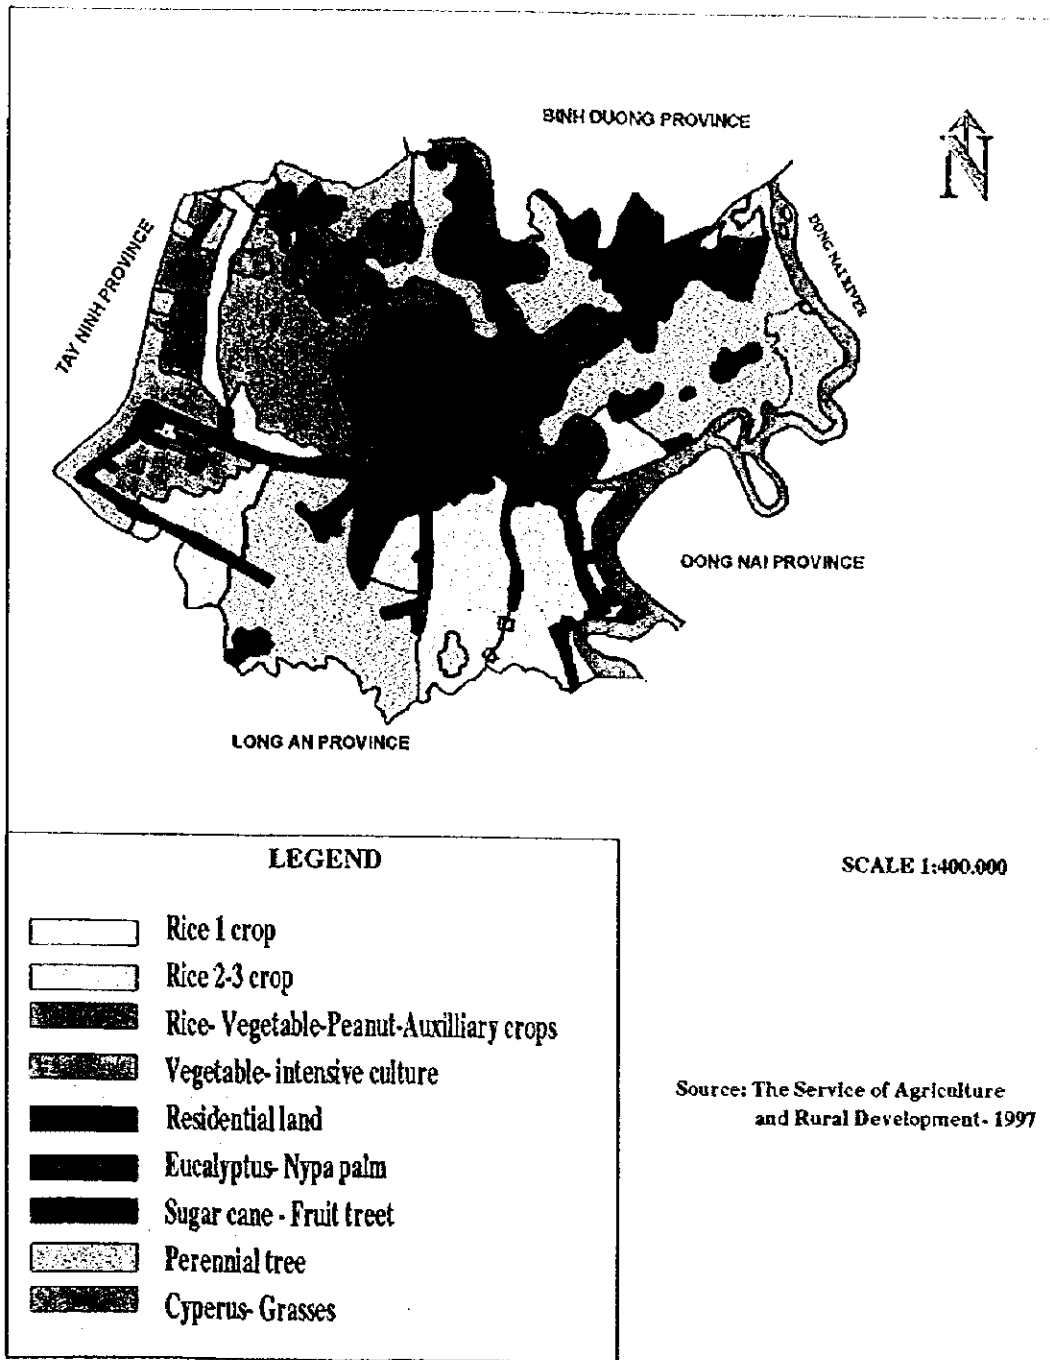 BINH DUONG PROVINCE
N
TAY NINH PROVINCE
DONG NAI RIVER
DONG NAI PROVINCE
LONG AN PROVINCE
LEGEND
Rice 1 crop
Rice 2-3 crop
Rice- Vegetable-Peanut-Auxilliary crops
Vegetable- intensive culture
Residential land
Eucalyptus- Nypa palm
Sugar cane - Fruit treet
Perennial tree
Cyperus- Grasses
SCALE 1:400.000
Source: The Service of Agriculture
and Rural Development- 1997